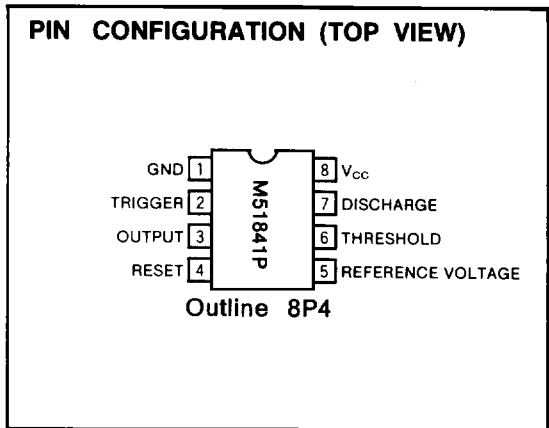 PIN CONFIGURATION (TOP VIEW)
GND 1
TRIGGER 2
OUTPUT 3
RESET 4
M51841P
8 Vcc
7 DISCHARGE
6 THRESHOLD
5 REFERENCE VOLTAGE
Outline 8P4